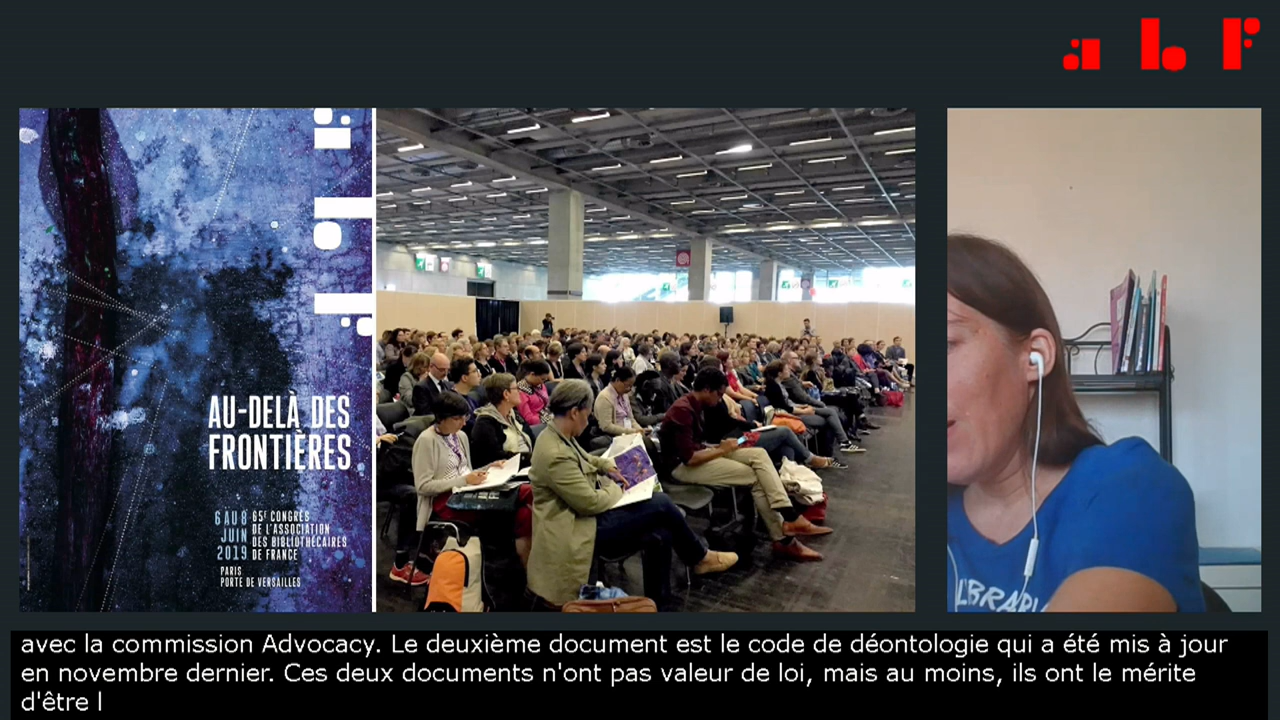 abf
AU-DELÀ DES
FRONTIÈRES
6 AU 8
JUIN
2019
65E CONGRÈS
DE L'ASSOCIATION
DES BIBLIOTHÉCAIRES
DE FRANCE
PARIS
PORTE DE VERSAILLES
avec la commission Advocacy. Le deuxième document est le code de déontologie qui a été mis à jour
en novembre dernier. Ces deux documents n'ont pas valeur de loi, mais au moins, ils ont le mérite
d'être l